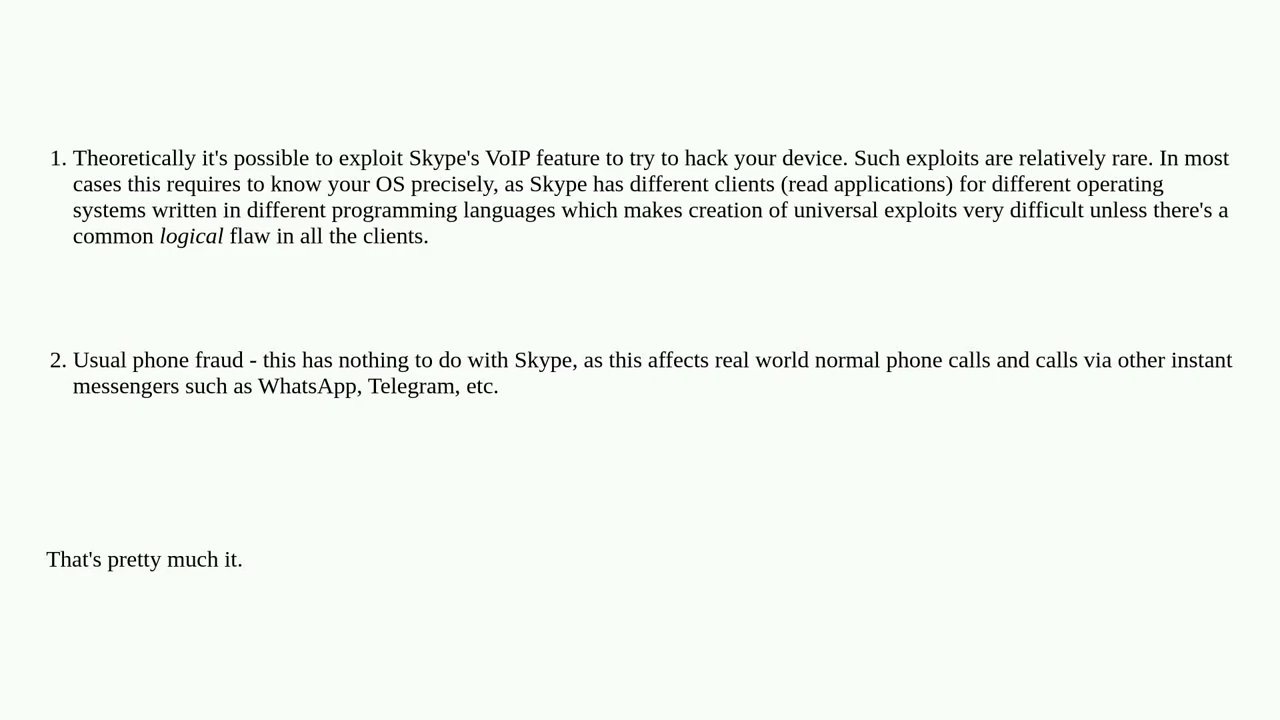 1. Theoretically it's possible to exploit Skype's VoIP feature to try to hack your device. Such exploits are relatively rare. In most
cases this requires to know your OS precisely, as Skype has different clients (read applications) for different operating
systems written in different programming languages which makes creation of universal exploits very difficult unless there's a
common logical flaw in all the clients.
2. Usual phone fraud - this has nothing to do with Skype, as this affects real world normal phone calls and calls via other instant
messengers such as WhatsApp, Telegram, etc.
That's pretty much it.